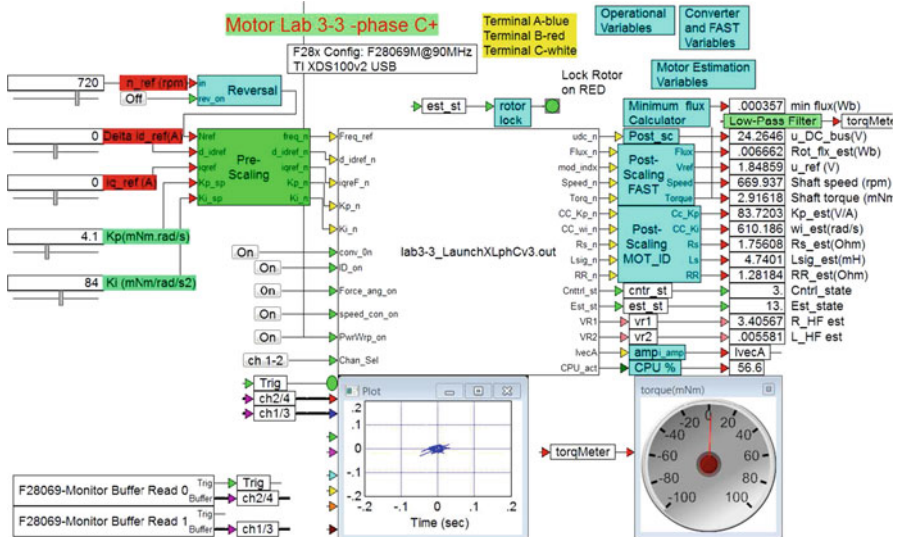 Motor Lab 3-3 -phase C+
Terminal A-blue
Terminal B-red
Terminal C-white
Operational
Variables
Converter
and FAST
Variables
F28x Config: F28069M@90MHz
TI XDS100v2 USB
Motor Estimation
Variables
Lock Rotor
on RED
720
n_ref (rpm)
in
Off
rev_on
Reversal
est_st
rotor
lock
Minimum flux
Calculator
.000357 min flux(Wb)
Low-Pass Filter
torqMete
0
Delta id_ref(A)
0
iq_ref (A)
4.1
Kp(mNm.rad/s)
84
Ki (mNm/rad/s2)
Nref
d_idref
iqref
Kp_sp
Ki_sp
Pre-
Scaling
freq_n
d_idref_n
iqref_n
Kp_n
Ki_n
Freq_ref
d_idref_n
iqreF_n
Kp_n
Ki_n
conv_0n
ID_on
Force_ang_on
speed_con_on
PwrWrp_on
Chan_Sel
On
On
On
On
On
ch 1-2
lab3-3_LaunchXLphCv3.out
udc_n
Flux_n
mod_indx
Speed_n
Torq_n
CC_Kp_n
CC_wi_n
Rs_n
Lsig_n
RR_n
Cnttrl_st
Est_st
VR1
VR2
IvecA
CPU_act
Post_sc
Post-
Scaling
FAST
Flux
Vref
Speed
Torque
Post-
Scaling
MOT_ID
Cc_Kp
CC_Ki
Rs
Ls
RR
cntr_st
est_st
vr1
vr2
ampi_amp
CPU %
24.2646 u_DC_bus(V)
.006662 Rot_flx_est(Wb)
1.84859 u_ref (V)
669.937 Shaft speed (rpm)
2.91618 Shaft torque (mNm
83.7203 Kp_est(V/A)
610.186 wi_est(rad/s)
1.75608 Rs_est(Ohm)
4.7401 Lsig_est(mH)
1.28184 RR_est(Ohm)
3. Cntrl_state
13. Est_state
3.40567 R_HF est
.005581 L_HF est
IvecA
56.6
Trig
ch2/4
ch1/3
Plot
.2
.1
0
-.1
-.2
-.2 -.1 0 .1 .2
Time (sec)
torqMeter
torque(mNm)
-100 -80 -60 -40 -20 0 20 40 60 80 100
F28069-Monitor Buffer Read 0
Trig
Buffer
Trig
ch2/4
F28069-Monitor Buffer Read 1
Trig
Buffer
ch1/3